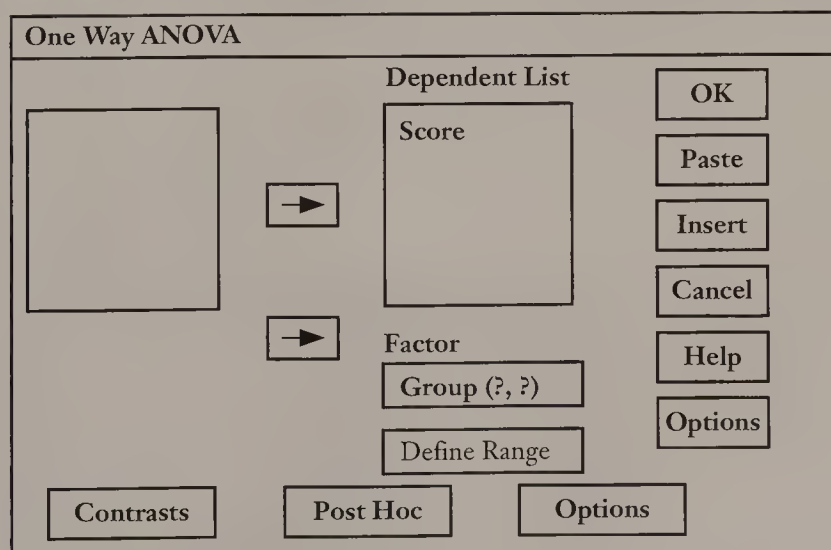 One Way ANOVA
Dependent List
Score
Factor
Group (?, ?)
Define Range
OK
Paste
Insert
Cancel
Help
Options
Contrasts
Post Hoc
Options